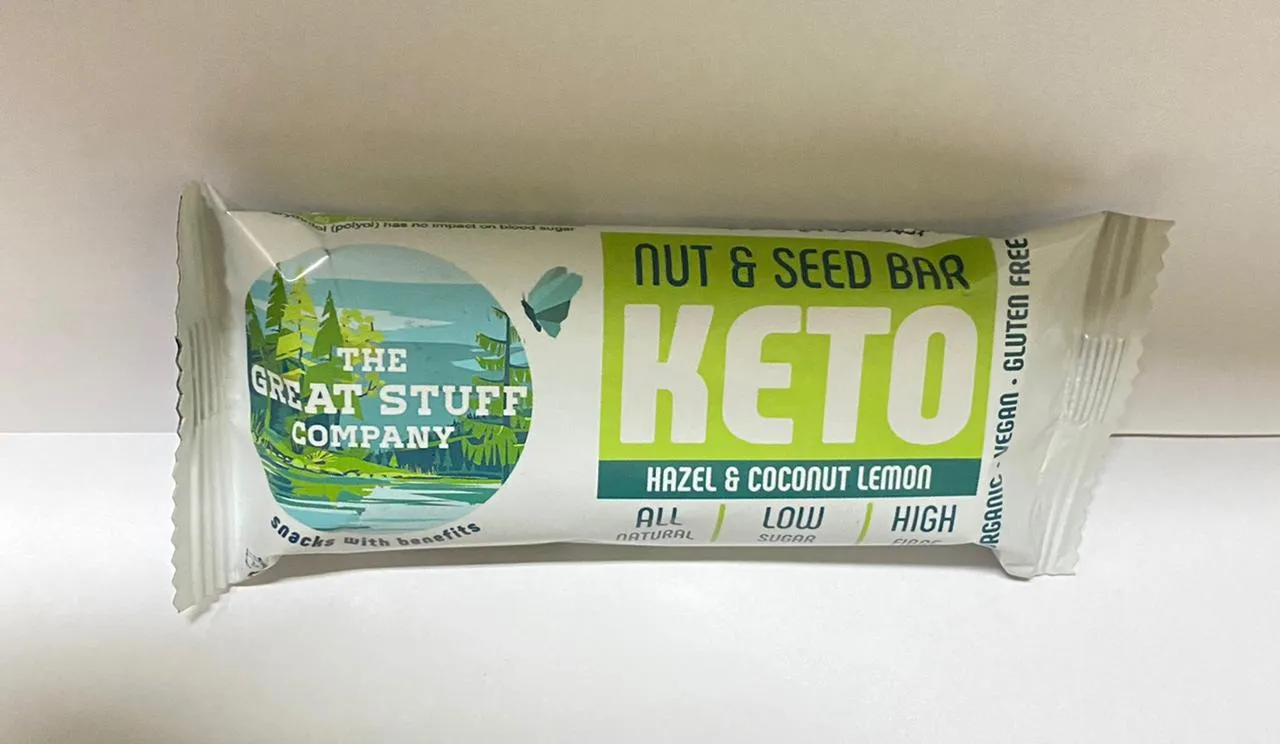 (polyol) has no impact on blood sugar
THE
GREAT STUFF
COMPANY
snacks with benefits
NUT & SEED BAR
KETO
HAZEL & COCONUT LEMON
ALL
NATURAL
LOW
SUGAR
HIGH
VEGAN • GLUTEN FREE